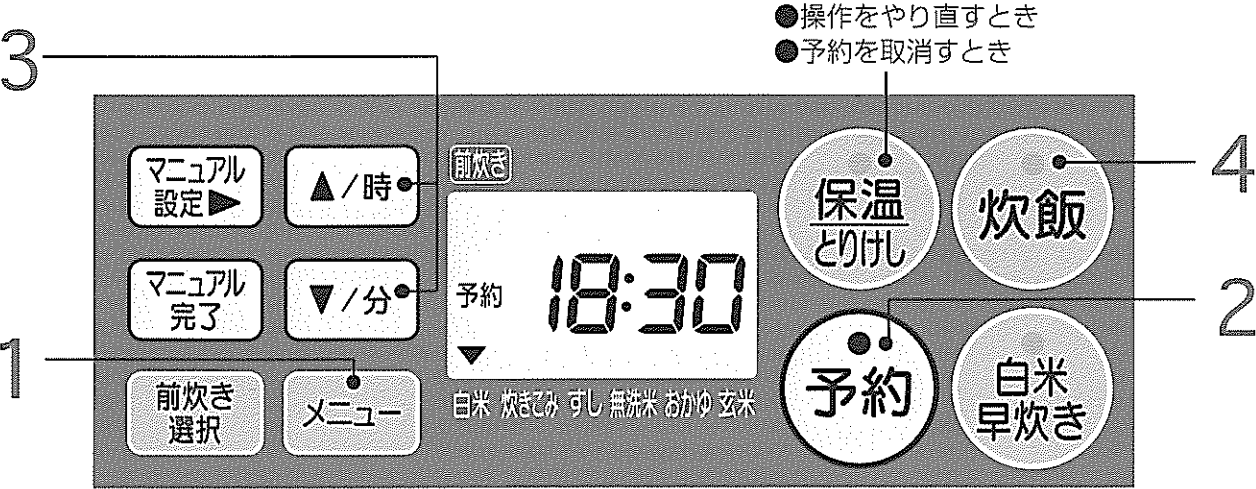 ●操作をやり直すとき
●予約を取消すとき
3
4
マニュアル
設定▶
▲/時
前炊き
保温
とりけし
炊飯
マニュアル
完了
▼/分
予約
18:30
2
1
予約
白米
早炊き
前炊き
選択
メニュー
白米 炊きこみ すし 無洗米 おかゆ 玄米